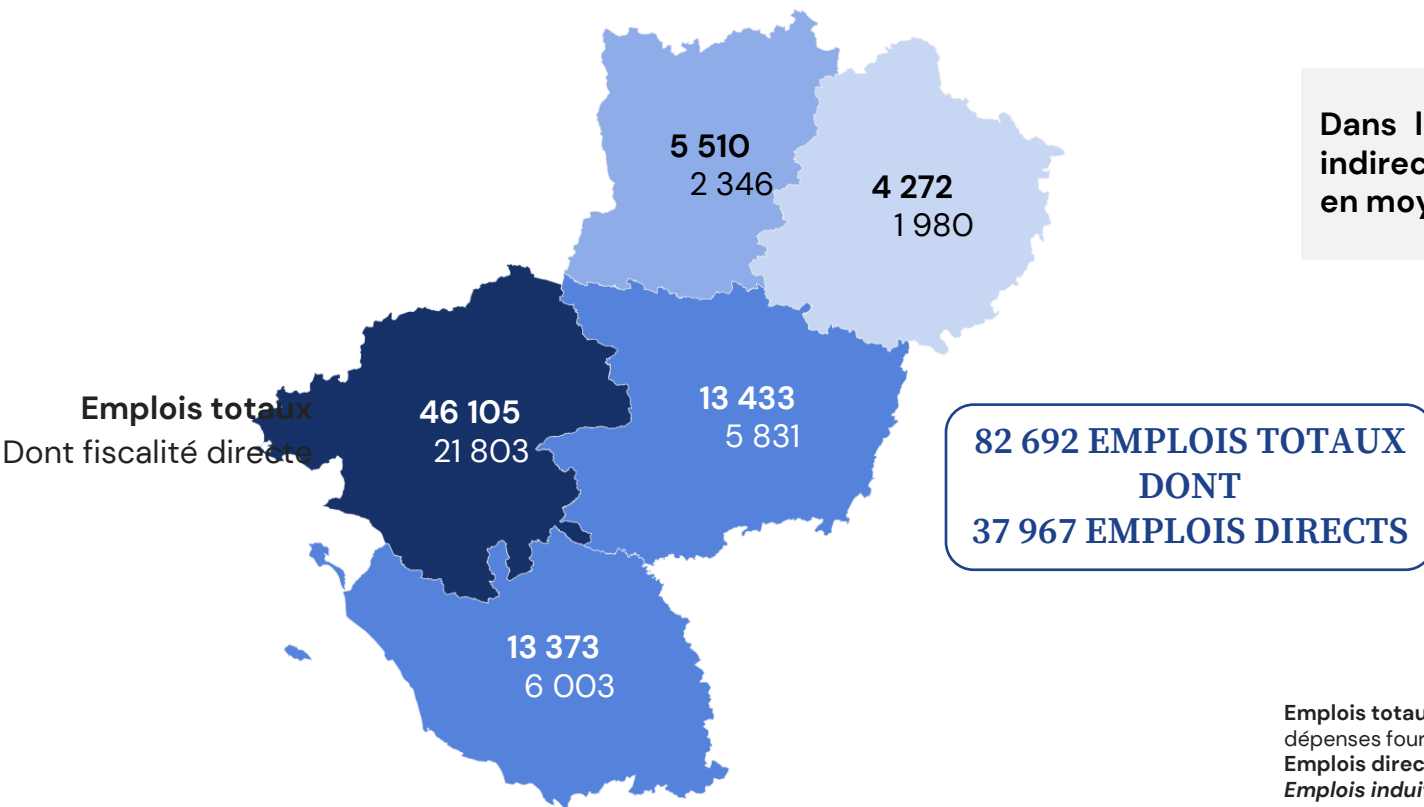 5 510
2 346
4 272
1 980
Dans l
indirec
en moy
Emplois totaux
Dont fiscalité directe
46 105
21 803
13 433
5 831
82 692 EMPLOIS TOTAUX
DONT
37 967 EMPLOIS DIRECTS
13 373
6 003
Emplois totau
dépenses four
Emplois direc
Emplois indui